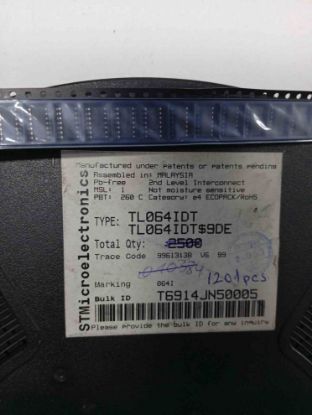 Manufactured under patents or patents pending
Assembled in: MALAYSIA
Pb-free 2nd Level Interconnect
MSL: 1 Not moisture sensitive
PBT: 260 C Category: e4 ECOPACK/RoHS
TYPE: TL064IDT
TL064IDT$9DE
Total Qty: 2500
Trace Code 9961313B V6 99
1201pcs
Marking 064I
Bulk ID T6914JN50005
Please provide the bulk ID for any inquiry
STMicroelectronics